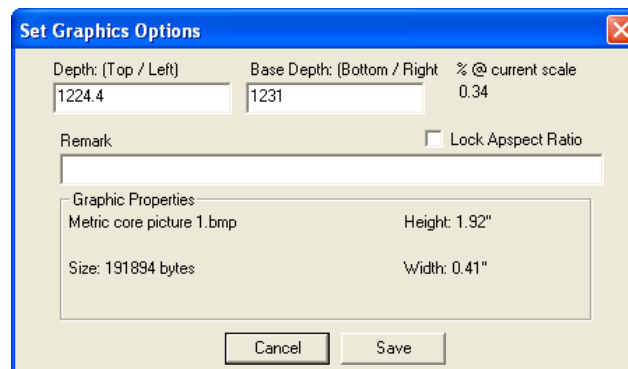 Set Graphics Options
Depth: (Top / Left) Base Depth: (Bottom / Right % @ current scale
1224.4 1231 0.34
Remark Lock Apspect Ratio
Graphic Properties
Metric core picture 1.bmp Height: 1.92"
Size: 191894 bytes Width: 0.41"
Cancel Save